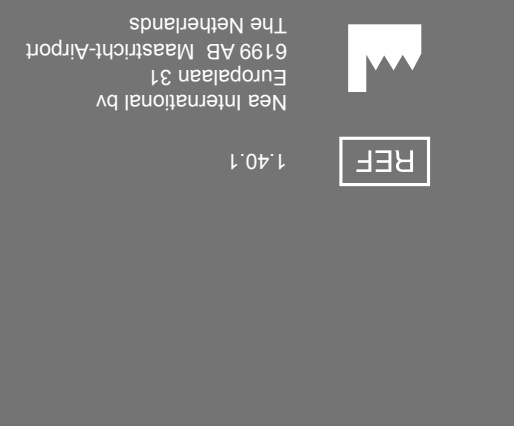 REF
1.40.1
Nea International bv
Europalaan 31
6199 AB Maastricht-Airport
The Netherlands